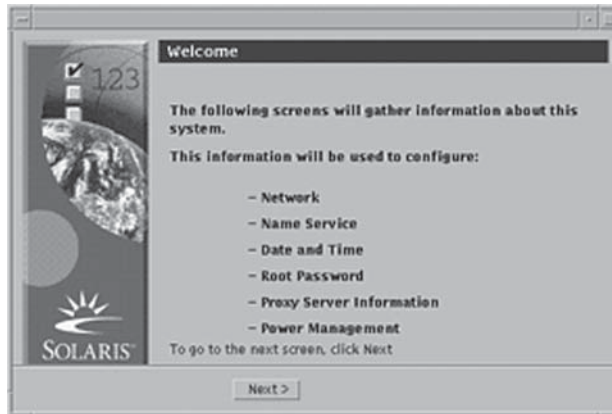 Welcome
123
The following screens will gather information about this
system.
This information will be used to configure:
– Network
– Name Service
– Date and Time
– Root Password
– Proxy Server Information
– Power Management
To go to the next screen, click Next
SOLARIS™
Next >